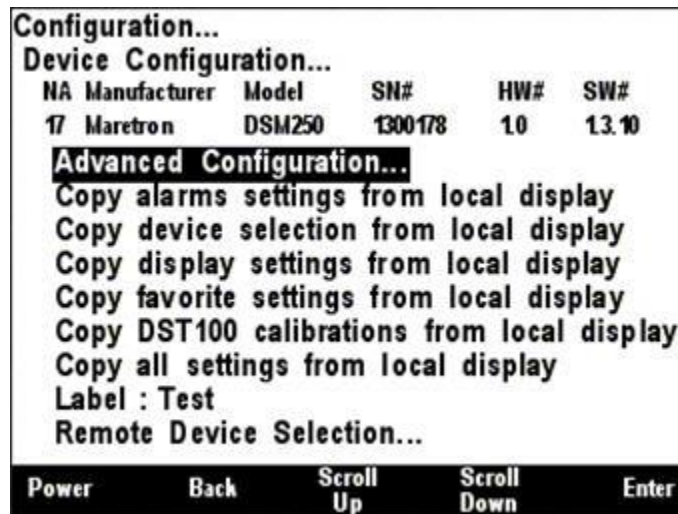 Configuration...
Device Configuration...
NA Manufacturer Model SN# HW# SW#
17 Maretron DSM250 1300178 1.0 1.3.10
Advanced Configuration...
Copy alarms settings from local display
Copy device selection from local display
Copy display settings from local display
Copy favorite settings from local display
Copy DST100 calibrations from local display
Copy all settings from local display
Label : Test
Remote Device Selection...
Power Back Scroll Up Scroll Down Enter